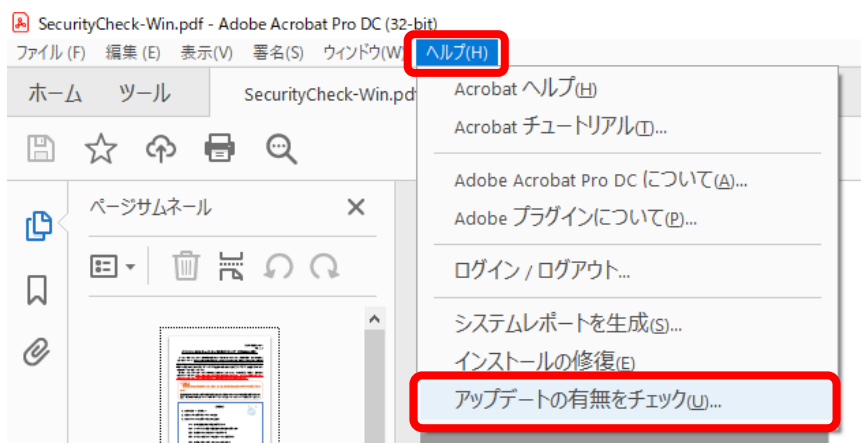 SecurityCheck-Win.pdf - Adobe Acrobat Pro DC (32-bit)
ファイル(F) 編集(E) 表示(V) 署名(S) ウィンドウ(W) ヘルプ(H)
ホーム ツール SecurityCheck-Win.pd
Acrobat ヘルプ(H)
Acrobat チュートリアル(T)...
Adobe Acrobat Pro DC について(A)...
Adobe プラグインについて(P)...
ページサムネール
ログイン / ログアウト...
システムレポートを生成(S)...
インストールの修復(E)
アップデートの有無をチェック(U)...